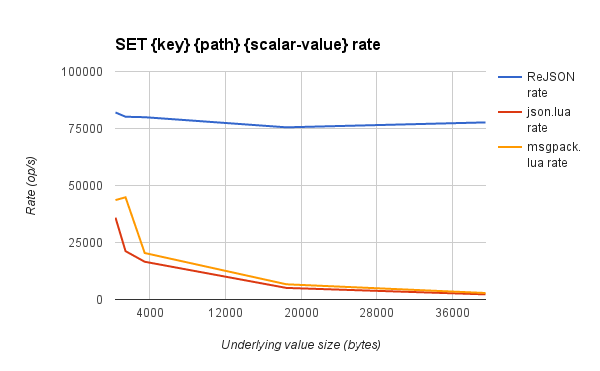 SET {key} {path} {scalar-value} rate
100000
75000
50000
25000
0
Rate (op/s)
4000 12000 20000 28000 36000
Underlying value size (bytes)
ReJSON
rate
json.lua
rate
msgpack.
lua rate